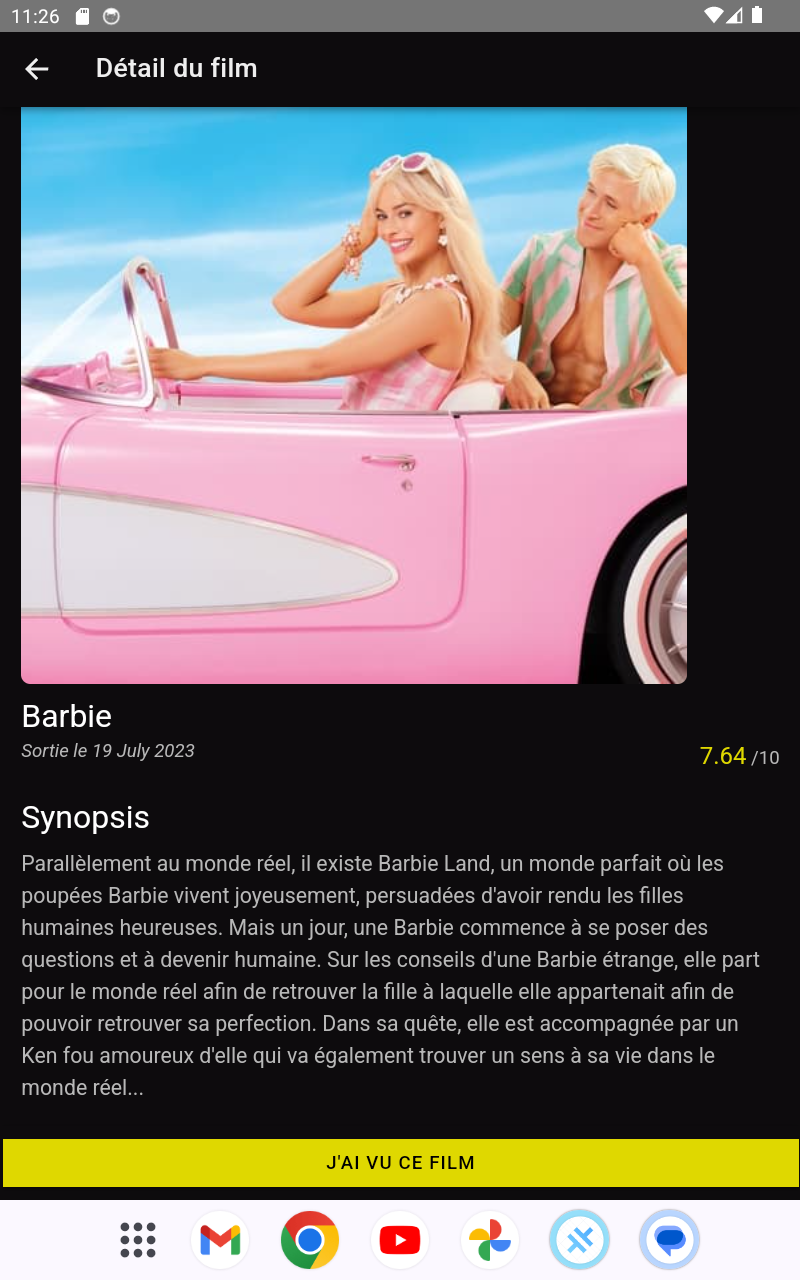 11:26
Détail du film
Barbie
Sortie le 19 July 2023
7.64 /10
Synopsis
Parallèlement au monde réel, il existe Barbie Land, un monde parfait où les
poupées Barbie vivent joyeusement, persuadées d'avoir rendu les filles
humaines heureuses. Mais un jour, une Barbie commence à se poser des
questions et à devenir humaine. Sur les conseils d'une Barbie étrange, elle part
pour le monde réel afin de retrouver la fille à laquelle elle appartenait afin de
pouvoir retrouver sa perfection. Dans sa quête, elle est accompagnée par un
Ken fou amoureux d'elle qui va également trouver un sens à sa vie dans le
monde réel...
J'AI VU CE FILM